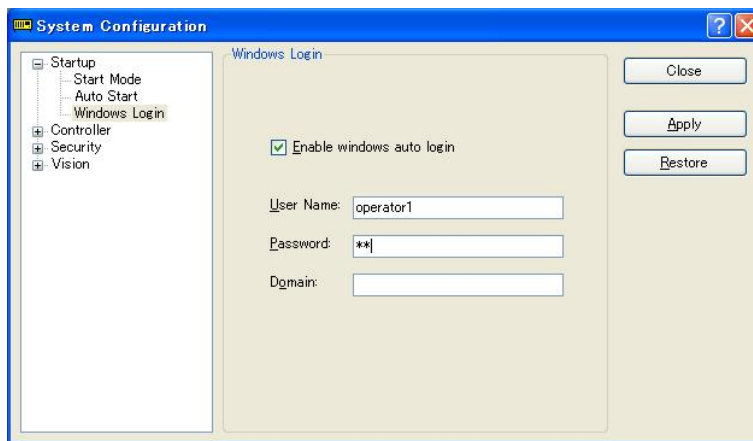 System Configuration
Startup
Start Mode
Auto Start
Windows Login
Controller
Security
Vision
Windows Login
Enable windows auto login
User Name: operator1
Password: **
Domain:
Close
Apply
Restore